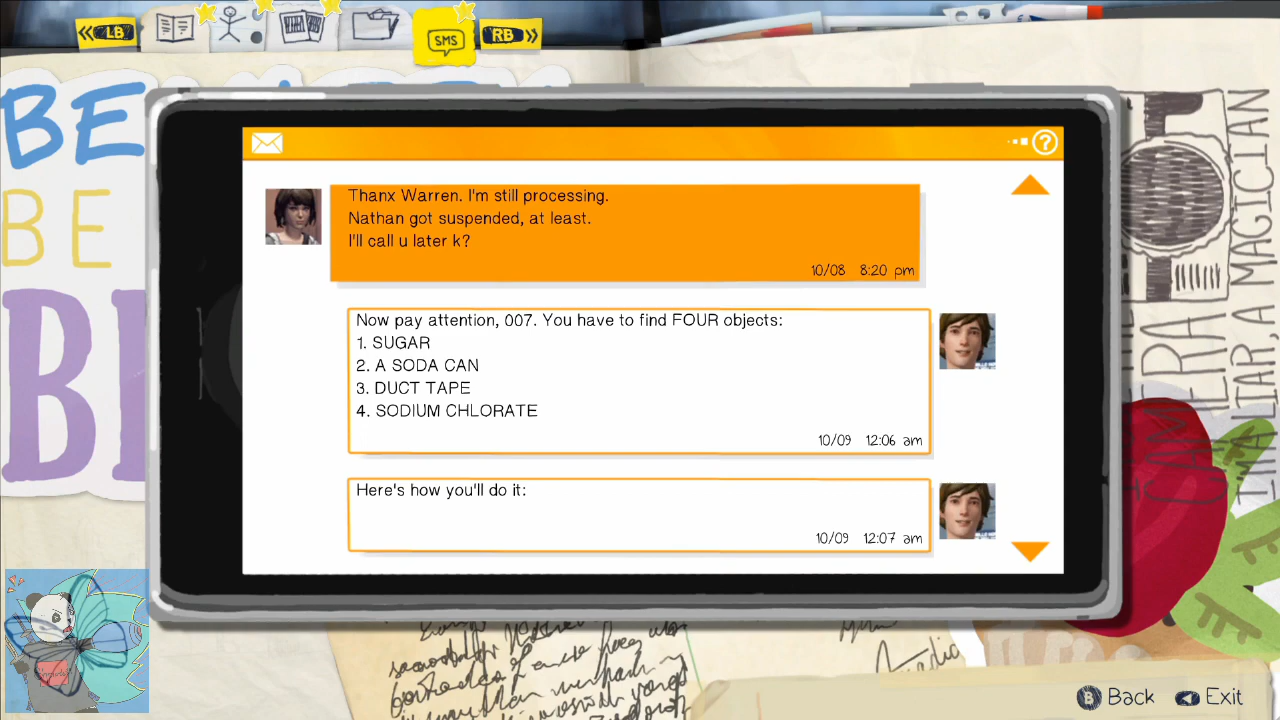 LB
SMS
RB
BE
BE
BE
Thanx Warren. I'm still processing.
Nathan got suspended, at least.
I'll call u later k?
10/08 8:20 pm
Now pay attention, 007. You have to find FOUR objects:
1. SUGAR
2. A SODA CAN
3. DUCT TAPE
4. SODIUM CHLORATE
10/09 12:06 am
Here's how you'll do it:
10/09 12:07 am
CAMERA
I'M A LIAR, A MAGICIAN
B Back
Exit